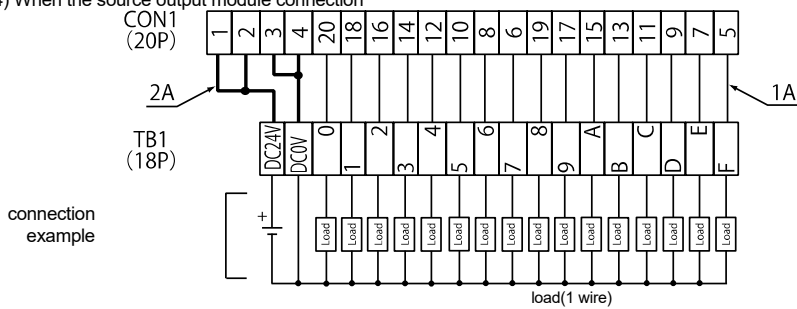 4) When the source output module connection
CON1
(20P)
1 2 3 4 20 18 16 14 12 10 8 6 19 17 15 13 11 9 7 5
2A
1A
TB1
(18P)
DC24V DC0V 0 1 2 3 4 5 6 7 8 9 A B C D E F
connection
example
+
Load Load Load Load Load Load Load Load Load Load Load Load Load Load Load Load
load(1 wire)